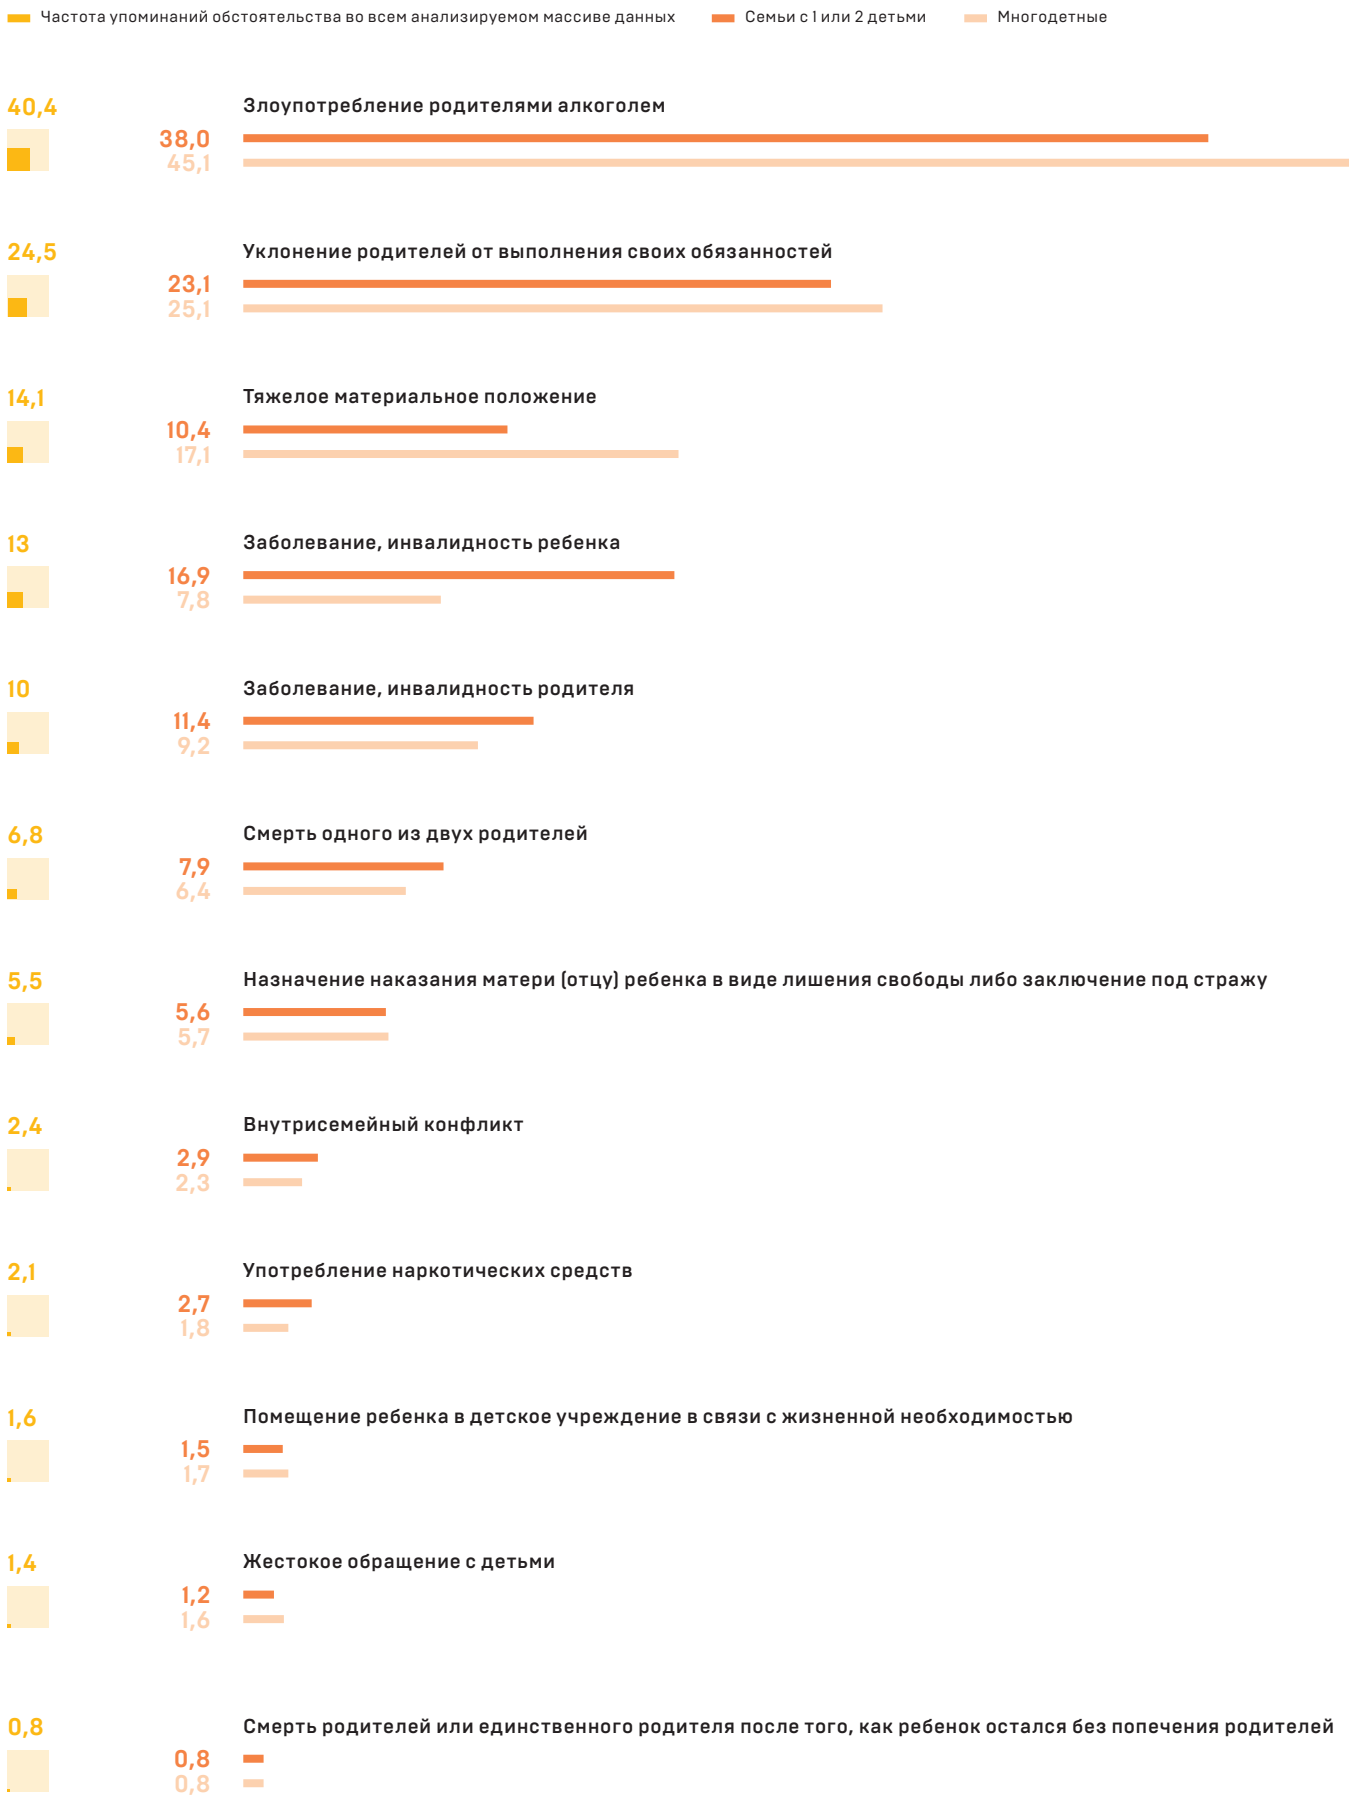 Частота упоминаний обстоятельства во всем анализируемом массиве данных Семьи с 1 или 2 детьми Многодетные
40,4 Злоупотребление родителями алкоголем
38,0
45,1
24,5 Уклонение родителей от выполнения своих обязанностей
23,1
25,1
14,1 Тяжелое материальное положение
10,4
17,1
13 Заболевание, инвалидность ребенка
16,9
7,8
10 Заболевание, инвалидность родителя
11,4
9,2
6,8 Смерть одного из двух родителей
7,9
6,4
5,5 Назначение наказания матери (отцу) ребенка в виде лишения свободы либо заключение под стражу
5,6
5,7
2,4 Внутрисемейный конфликт
2,9
2,3
2,1 Употребление наркотических средств
2,7
1,8
1,6 Помещение ребенка в детское учреждение в связи с жизненной необходимостью
1,5
1,7
1,4 Жестокое обращение с детьми
1,2
1,6
0,8 Смерть родителей или единственного родителя после того, как ребенок остался без попечения родителей
0,8
0,8